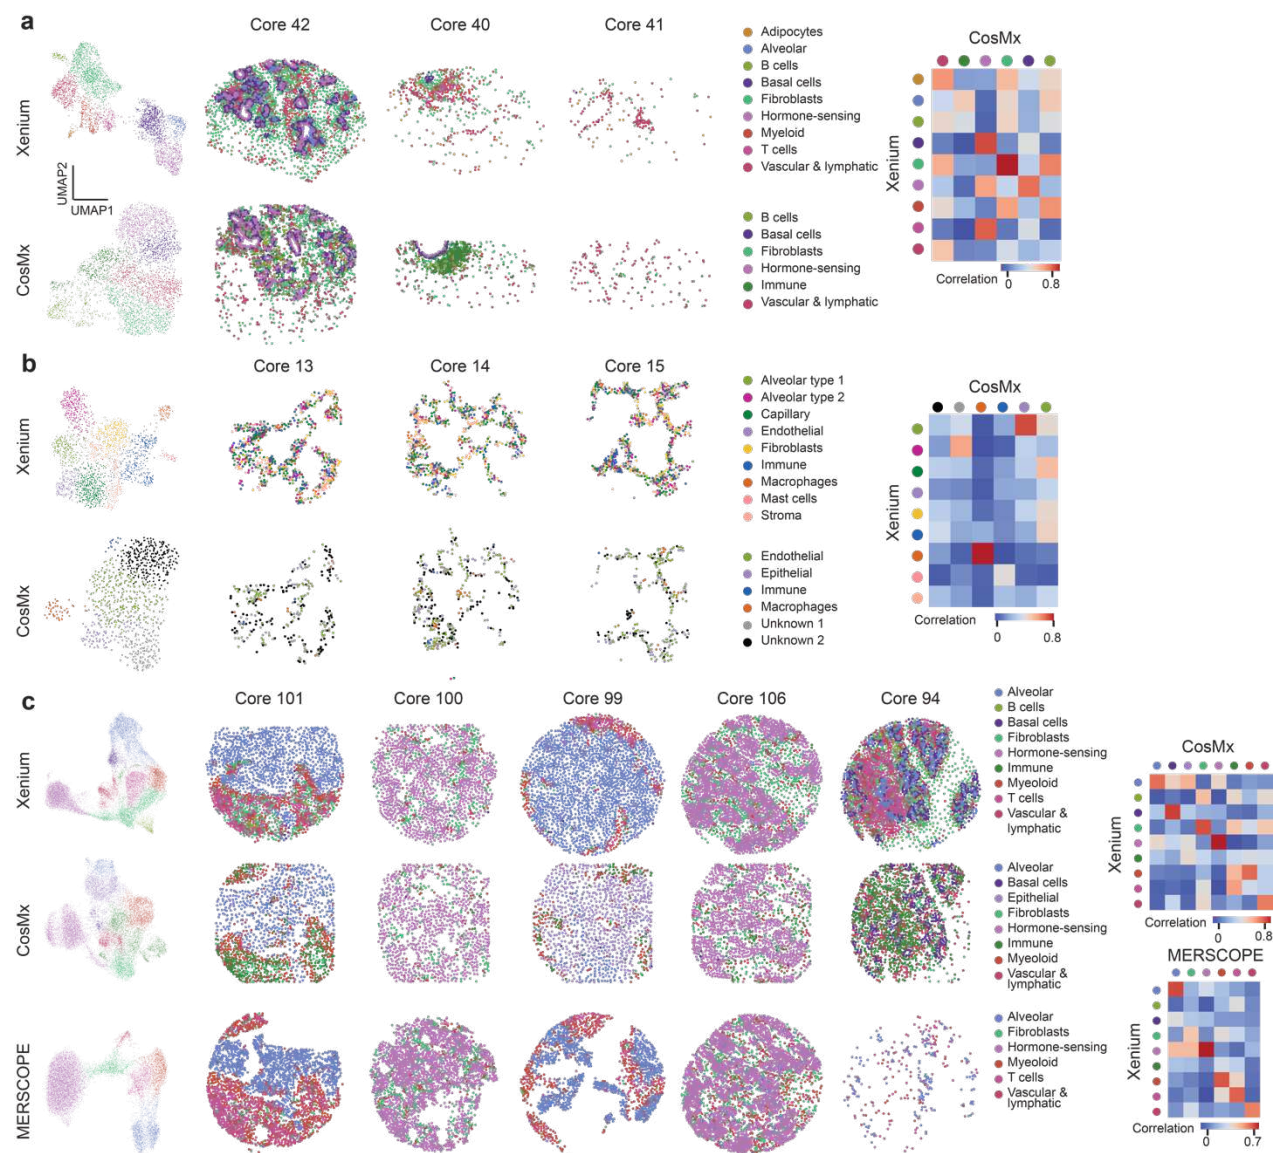 a
Core 42
Core 40
Core 41
Xenium
UMAP2
UMAP1
CosMx
Adipocytes
Alveolar
B cells
Basal cells
Fibroblasts
Hormone-sensing
Myeloid
T cells
Vascular & lymphatic
B cells
Basal cells
Fibroblasts
Hormone-sensing
Immune
Vascular & lymphatic
CosMx
Xenium
Correlation
0
0.8
b
Core 13
Core 14
Core 15
Xenium
CosMx
Alveolar type 1
Alveolar type 2
Capillary
Endothelial
Fibroblasts
Immune
Macrophages
Mast cells
Stroma
Endothelial
Epithelial
Immune
Macrophages
Unknown 1
Unknown 2
CosMx
Xenium
Correlation
0
0.8
c
Core 101
Core 100
Core 99
Core 106
Core 94
Xenium
CosMx
MERSCOPE
Alveolar
B cells
Basal cells
Fibroblasts
Hormone-sensing
Immune
Myeoloid
T cells
Vascular &
lymphatic
Alveolar
Basal cells
Epithelial
Fibroblasts
Hormone-sensing
Immune
Myeoloid
Vascular &
lymphatic
Alveolar
Fibroblasts
Hormone-sensing
Myeoloid
T cells
Vascular &
lymphatic
CosMx
Xenium
Correlation
0
0.8
MERSCOPE
Xenium
Correlation
0
0.7